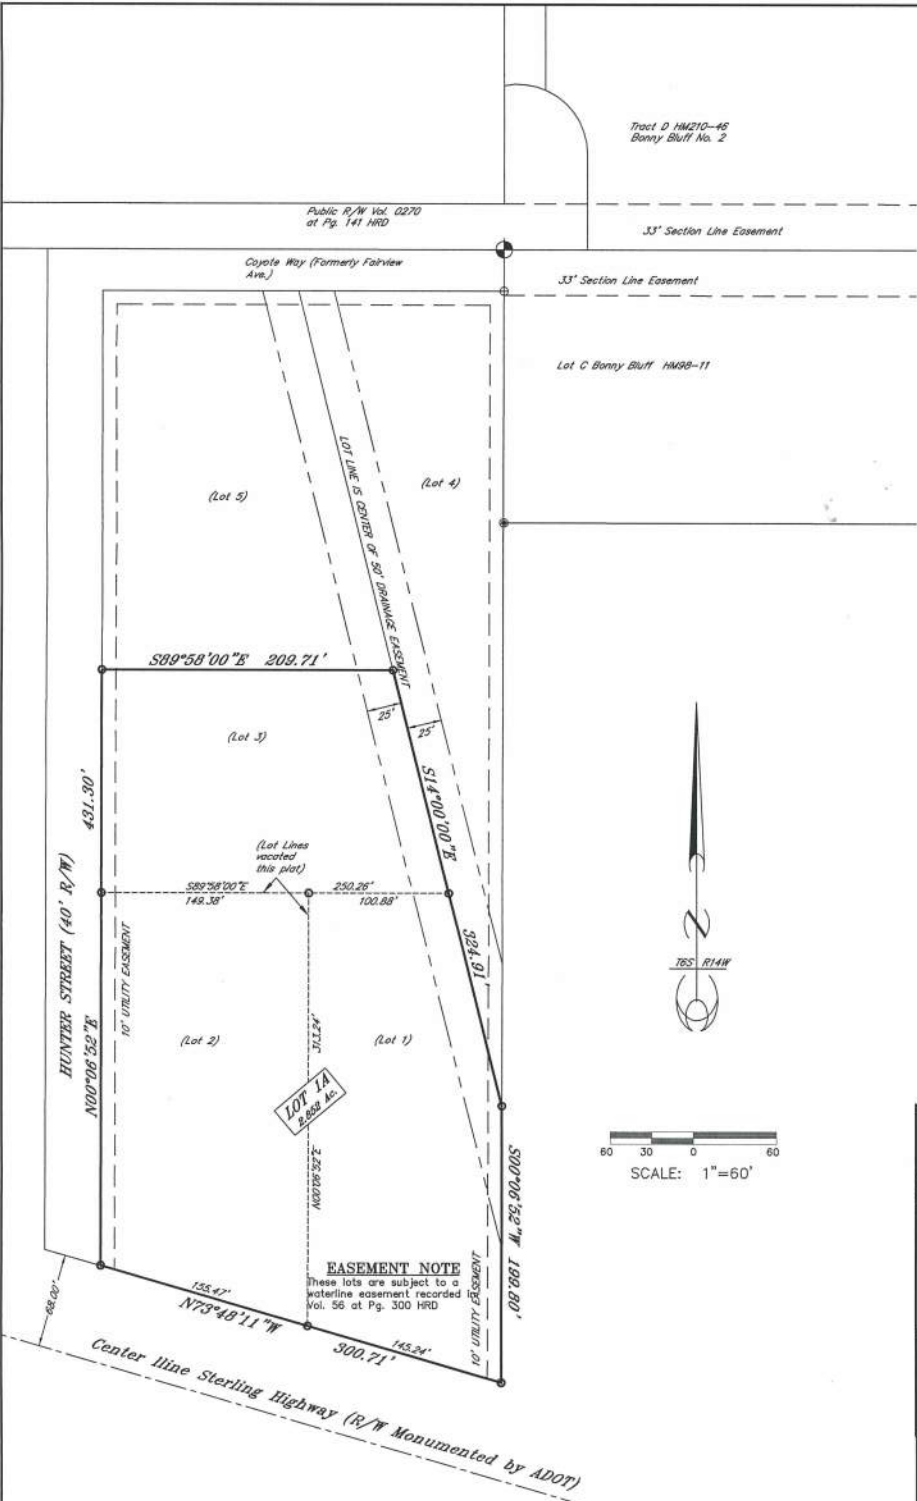 Tract D HM210-46
Bonny Bluff No. 2
Public R/W Vol. 0270
at Pg. 141 HRD
33' Section Line Easement
Coyote Way (Formerly Fairview
Ave.)
33' Section Line Easement
Lot C Bonny Bluff HM98-11
(Lot 5)
(Lot 4)
LOT LINE IS CENTER OF 50' DRAINAGE EASEMENT
S89°58'00"E 209.71'
25'
25'
(Lot 3)
S14°00'00"E
324.91
431.30'
HUNTER STREET (40' R/W)
N00°06'52"E
(Lot Lines
vacated
this plat)
S89°58'00"E
250.26'
149.38'
100.88'
10' UTILITY EASEMENT
T6S R14W
N
(Lot 2)
(Lot 1)
313.24'
LOT 1A
2.852 Ac.
N00°06'52"E
60 30 0 60
SCALE: 1"=60'
S00°06'52"W 199.80'
EASEMENT NOTE
These lots are subject to a
waterline easement recorded
Vol. 56 at Pg. 300 HRD
10' UTILITY EASEMENT
68.00'
155.47'
N73°48'11"W
300.71'
145.24'
Center lline Sterling Highway (R/W Monumented by ADOT)